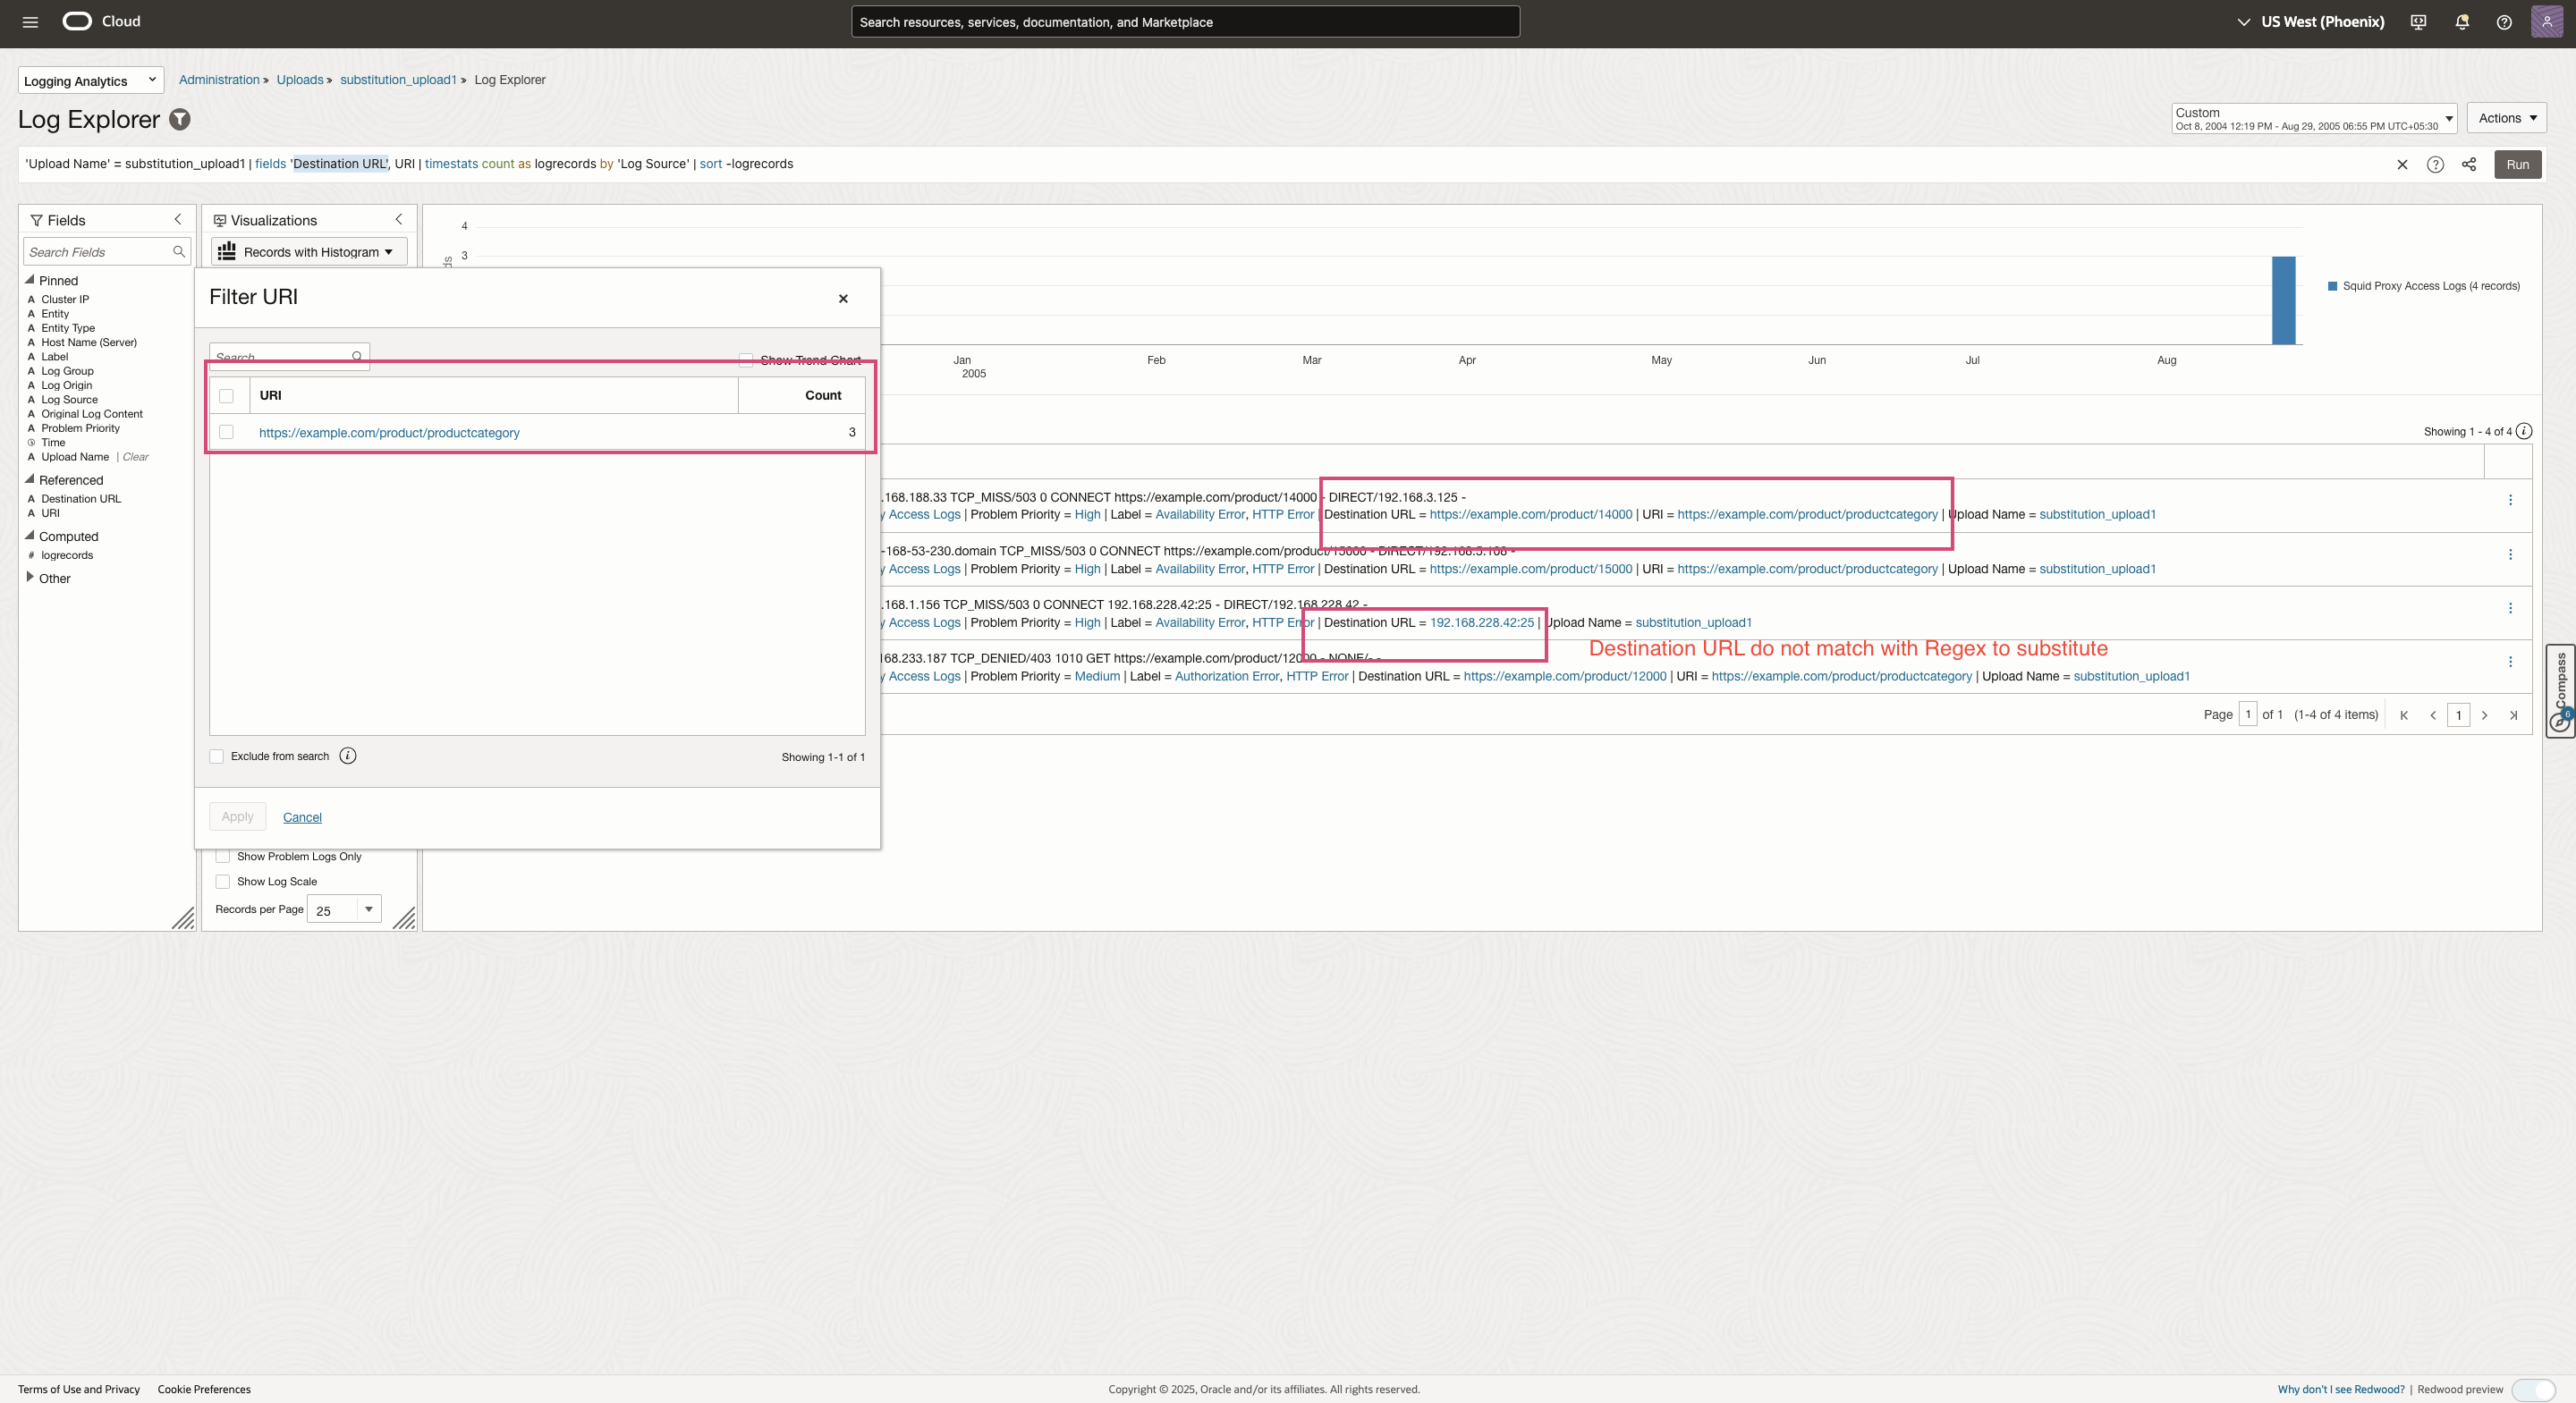 Cloud
Search resources, services, documentation, and Marketplace
US West (Phoenix)
Logging Analytics
Administration » Uploads » substitution_upload1 » Log Explorer
Log Explorer
Custom
Oct 8, 2004 12:19 PM - Aug 29, 2005 06:55 PM UTC+05:30
Actions
'Upload Name' = substitution_upload1 | fields 'Destination URL', URI | timestats count as logrecords by 'Log Source' | sort -logrecords
Run
Fields
Search Fields
Pinned
Cluster IP
Entity
Entity Type
Host Name (Server)
Label
Log Group
Log Origin
Log Source
Original Log Content
Problem Priority
Time
Upload Name | Clear
Referenced
Destination URL
URI
Computed
# logrecords
Other
Visualizations
Records with Histogram
Filter URI
Search
Show Trend Chart
URI Count
https://example.com/product/productcategory 3
Exclude from search
Showing 1-1 of 1
Apply Cancel
Show Problem Logs Only
Show Log Scale
Records per Page 25
4
3
Jan Feb Mar Apr May Jun Jul Aug
2005
Squid Proxy Access Logs (4 records)
Showing 1 - 4 of 4
.168.188.33 TCP_MISS/503 0 CONNECT https://example.com/product/14000 - DIRECT/192.168.3.125 -
y Access Logs | Problem Priority = High | Label = Availability Error, HTTP Error | Destination URL = https://example.com/product/14000 | URI = https://example.com/product/productcategory | Upload Name = substitution_upload1
-168-53-230.domain TCP_MISS/503 0 CONNECT https://example.com/product/15000 - DIRECT/192.168.5.168 -
y Access Logs | Problem Priority = High | Label = Availability Error, HTTP Error | Destination URL = https://example.com/product/15000 | URI = https://example.com/product/productcategory | Upload Name = substitution_upload1
.168.1.156 TCP_MISS/503 0 CONNECT 192.168.228.42:25 - DIRECT/192.168.228.42 -
y Access Logs | Problem Priority = High | Label = Availability Error, HTTP Error | Destination URL = 192.168.228.42:25 | Upload Name = substitution_upload1
Destination URL do not match with Regex to substitute
168.233.187 TCP_DENIED/403 1010 GET https://example.com/product/12000 - NONE/- -
y Access Logs | Problem Priority = Medium | Label = Authorization Error, HTTP Error | Destination URL = https://example.com/product/12000 | URI = https://example.com/product/productcategory | Upload Name = substitution_upload1
Page 1 of 1 (1-4 of 4 items) 1
Compass
6
Terms of Use and Privacy Cookie Preferences
Copyright © 2025, Oracle and/or its affiliates. All rights reserved.
Why don't I see Redwood? | Redwood preview